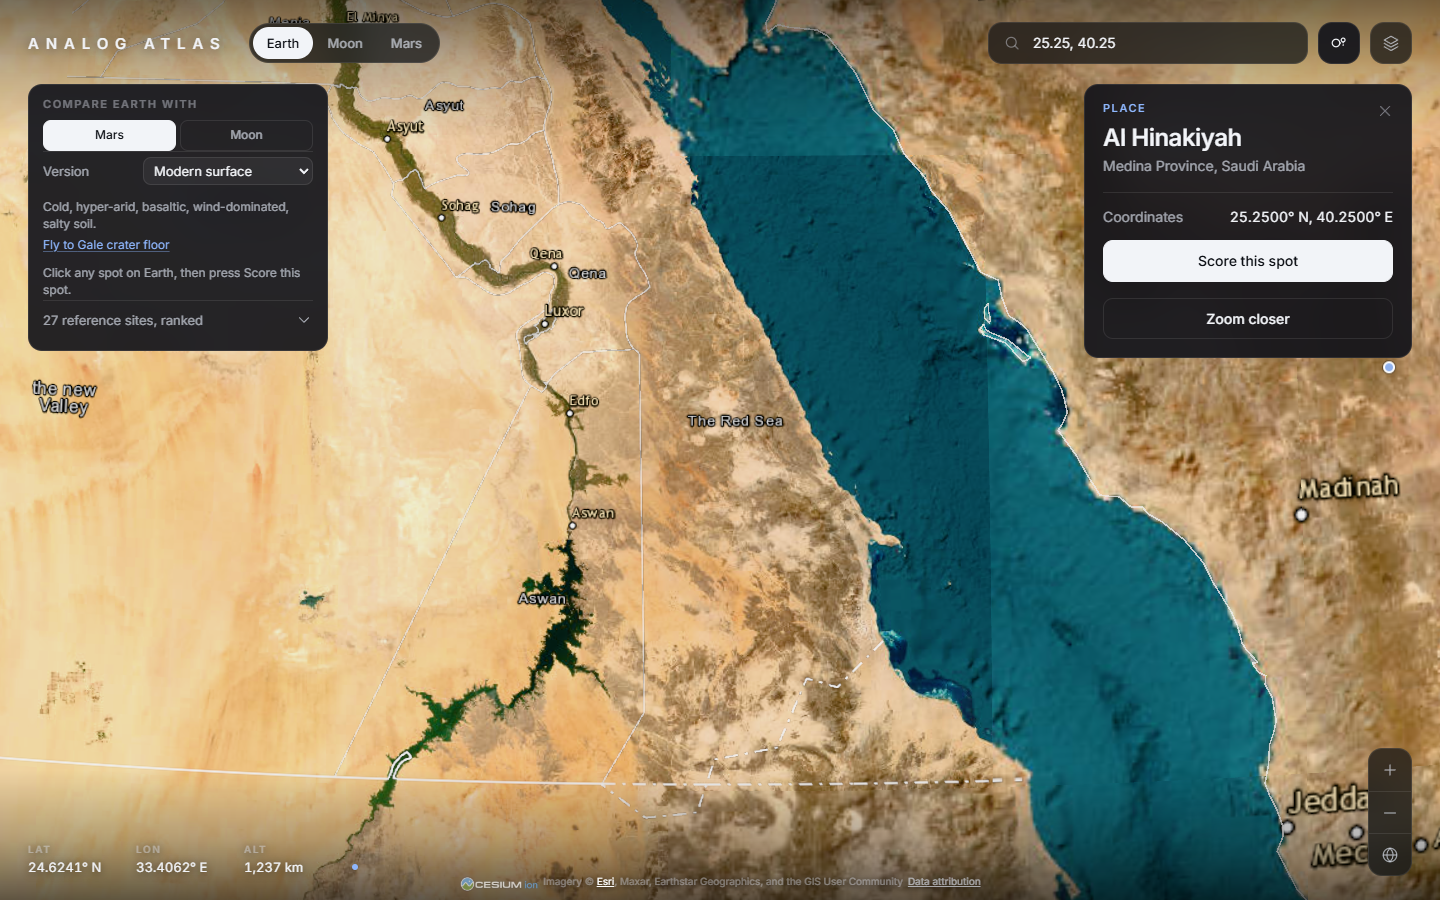 ANALOG ATLAS
Earth
Moon
Mars
25.25, 40.25
COMPARE EARTH WITH
Mars
Moon
Version
Modern surface
Cold, hyper-arid, basaltic, wind-dominated,
salty soil.
Fly to Gale crater floor
Click any spot on Earth, then press Score this
spot.
27 reference sites, ranked
PLACE
Al Hinakiyah
Medina Province, Saudi Arabia
Coordinates
25.2500° N, 40.2500° E
Score this spot
Zoom closer
El Minya
Asyut
Asyut
Sohag
Sohag
Qena
Qena
Luxor
the new
Valley
Edfo
The Red Sea
Madinah
Aswan
Aswan
Jedda
Mec
LAT
24.6241° N
LON
33.4062° E
ALT
1,237 km
CESIUM ion
Imagery © Esri, Maxar, Earthstar Geographics, and the GIS User Community
Data attribution